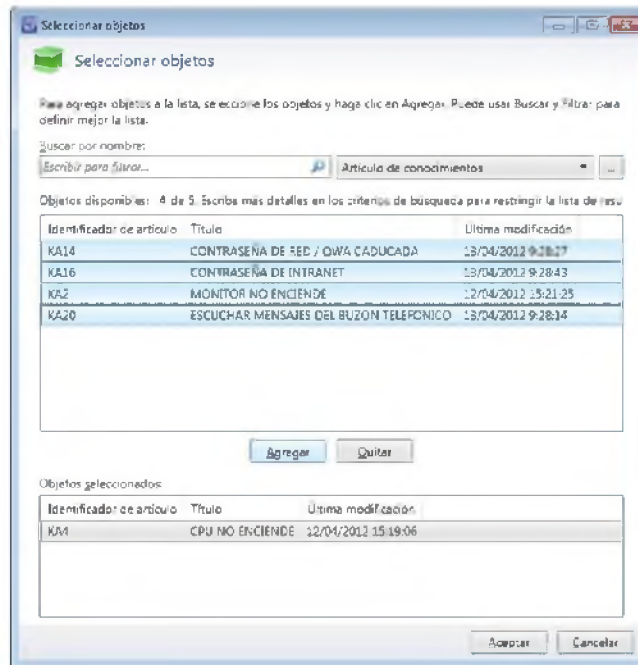 Seleccionar objetos
Seleccionar objetos
Para agregar objetos a la lista, seleccione los objetos y haga clic en Agregar. Puede usar Buscar y Filtrar para
definir mejor la lista.
Buscar por nombre:
Escribir para filtrar... Artículo de conocimientos ...
Objetos disponibles: 4 de 5. Escriba más detalles en los criterios de búsqueda para restringir la lista de resu
Identificador de artículo Título Última modificación
KA14 CONTRASEÑA DE RED / OWA CADUCADA 13/04/2012 9:28:27
KA16 CONTRASEÑA DE INTRANET 13/04/2012 9:28:43
KA2 MONITOR NO ENCIENDE 12/04/2012 15:21:25
KA20 ESCUCHAR MENSAJES DEL BUZON TELEFONICO 13/04/2012 9:28:14
Agregar Quitar
Objetos seleccionados
Identificador de artículo Título Última modificación
KA4 CPU NO ENCIENDE 12/04/2012 15:19:06
Aceptar Cancelar